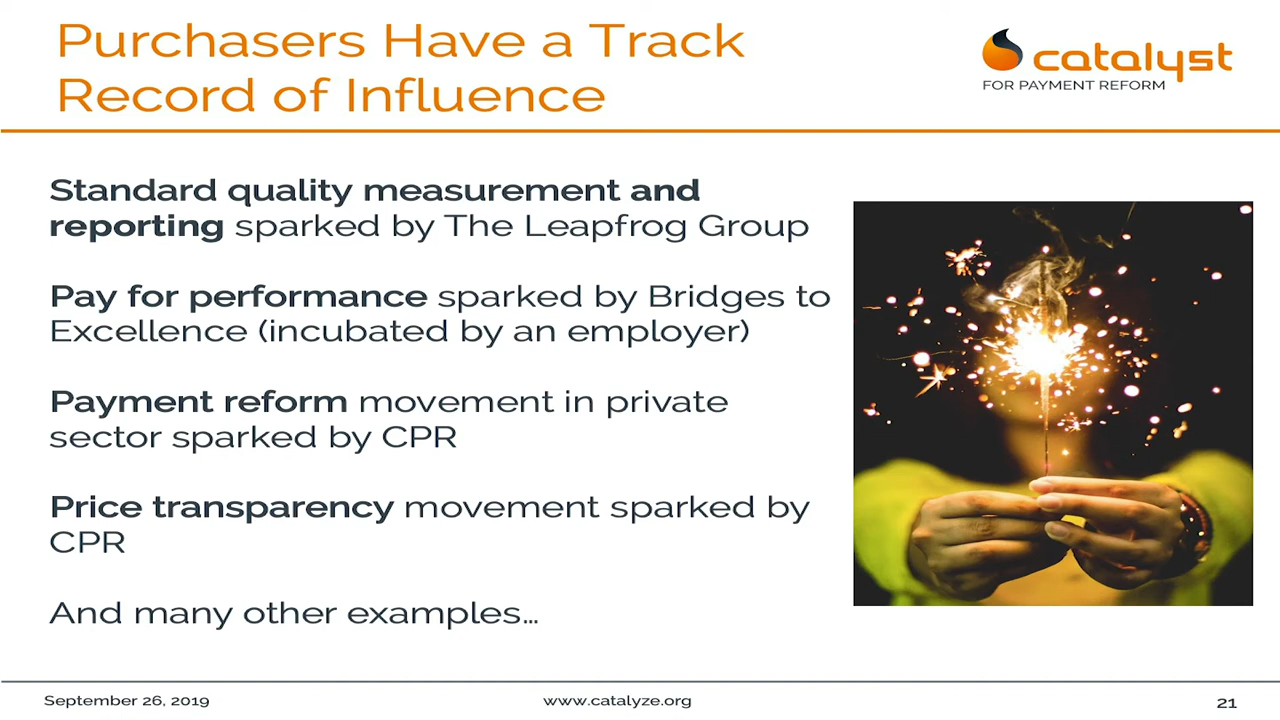 Purchasers Have a Track
Record of Influence
catalyst
FOR PAYMENT REFORM
Standard quality measurement and
reporting sparked by The Leapfrog Group
Pay for performance sparked by Bridges to
Excellence (incubated by an employer)
Payment reform movement in private
sector sparked by CPR
Price transparency movement sparked by
CPR
And many other examples…
September 26, 2019
www.catalyze.org
21